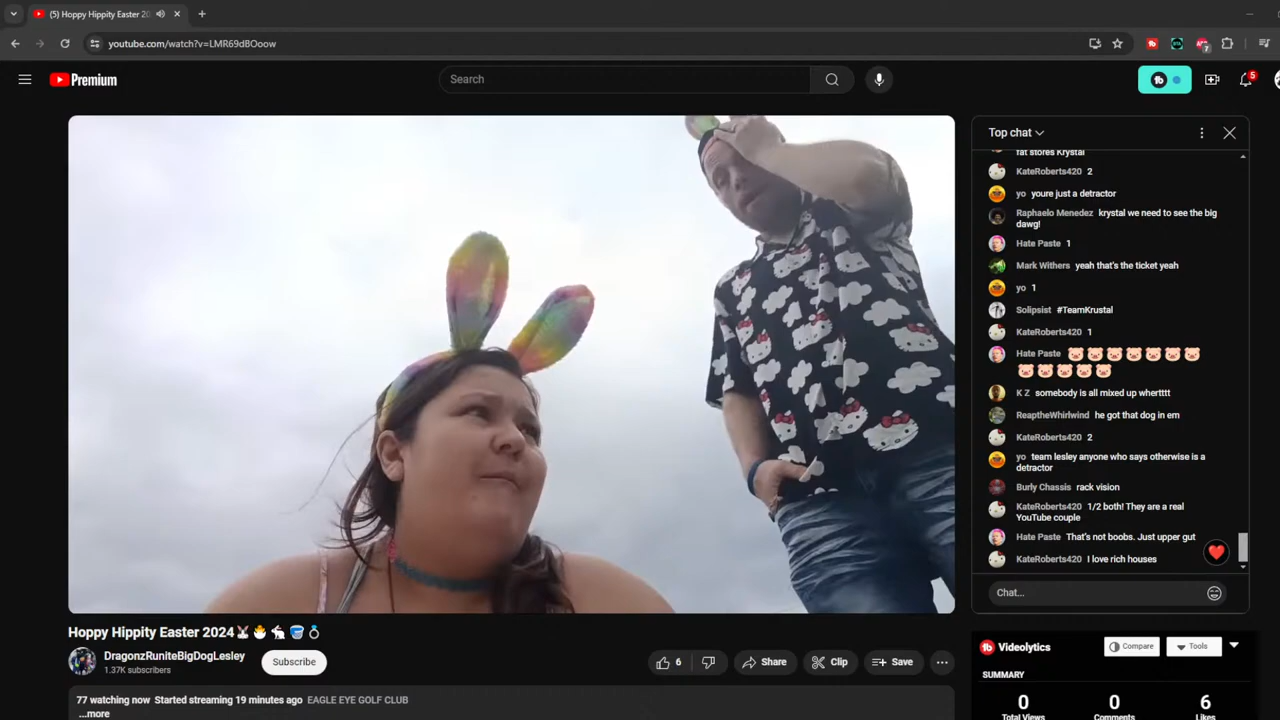 (5) Hoppy Hippity Easter 20
youtube.com/watch?v=LMR69dBOoow
7
Premium
Search
5
Top chat
fat stores Krystal
KateRoberts420 2
yo youre just a detractor
Raphaelo Menedez krystal we need to see the big
dawg!
Hate Paste 1
Mark Withers yeah that's the ticket yeah
yo 1
Solipsist #TeamKrustal
KateRoberts420 1
Hate Paste
K Z somebody is all mixed up whertttt
ReaptheWhirlwind he got that dog in em
KateRoberts420 2
yo team lesley anyone who says otherwise is a
detractor
Burly Chassis rack vision
KateRoberts420 1/2 both! They are a real
YouTube couple
Hate Paste That's not boobs. Just upper gut
KateRoberts420 I love rich houses
Chat...
Hoppy Hippity Easter 2024
DragonzRuniteBigDogLesley
1.37K subscribers
Subscribe
6
Share
Clip
Save
77 watching now Started streaming 19 minutes ago EAGLE EYE GOLF CLUB
...more
Videolytics
Compare
Tools
SUMMARY
0 0 6
Total Views Comments Likes